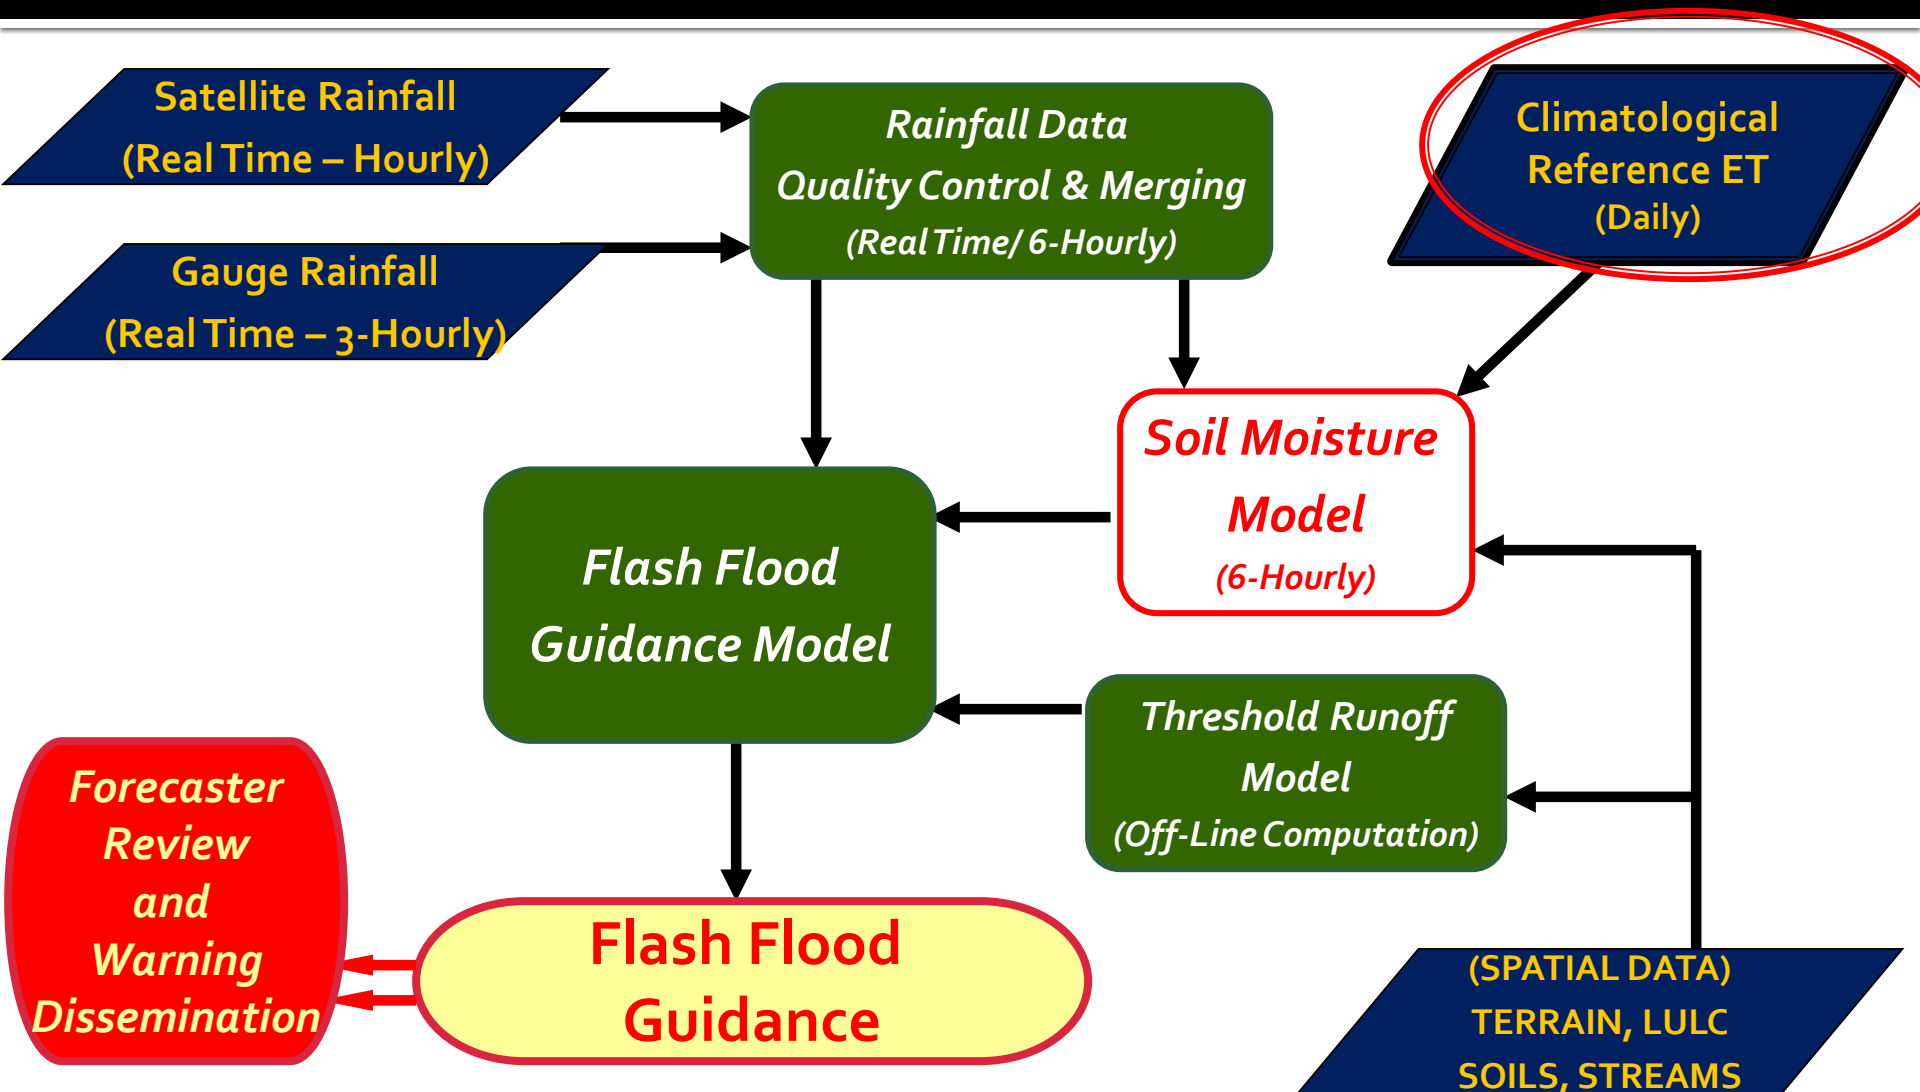 Satellite Rainfall
(Real Time – Hourly)
Gauge Rainfall
(Real Time – 3-Hourly)
Rainfall Data
Quality Control & Merging
(Real Time/ 6-Hourly)
Climatological
Reference ET
(Daily)
Soil Moisture
Model
(6-Hourly)
Flash Flood
Guidance Model
Threshold Runoff
Model
(Off-Line Computation)
Forecaster
Review
and
Warning
Dissemination
Flash Flood
Guidance
(SPATIAL DATA)
TERRAIN, LULC
SOILS, STREAMS